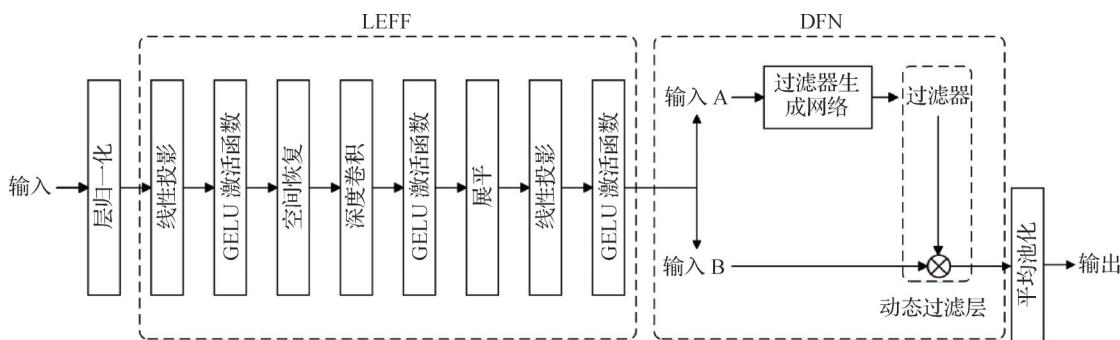 LEFF
DFN
输入
层归一化
线性投影
GELU 激活函数
空间恢复
深度卷积
GELU 激活函数
展平
线性投影
GELU 激活函数
输入 A
过滤器生
成网络
过滤器
输入 B
动态过滤层
平均池化
输出